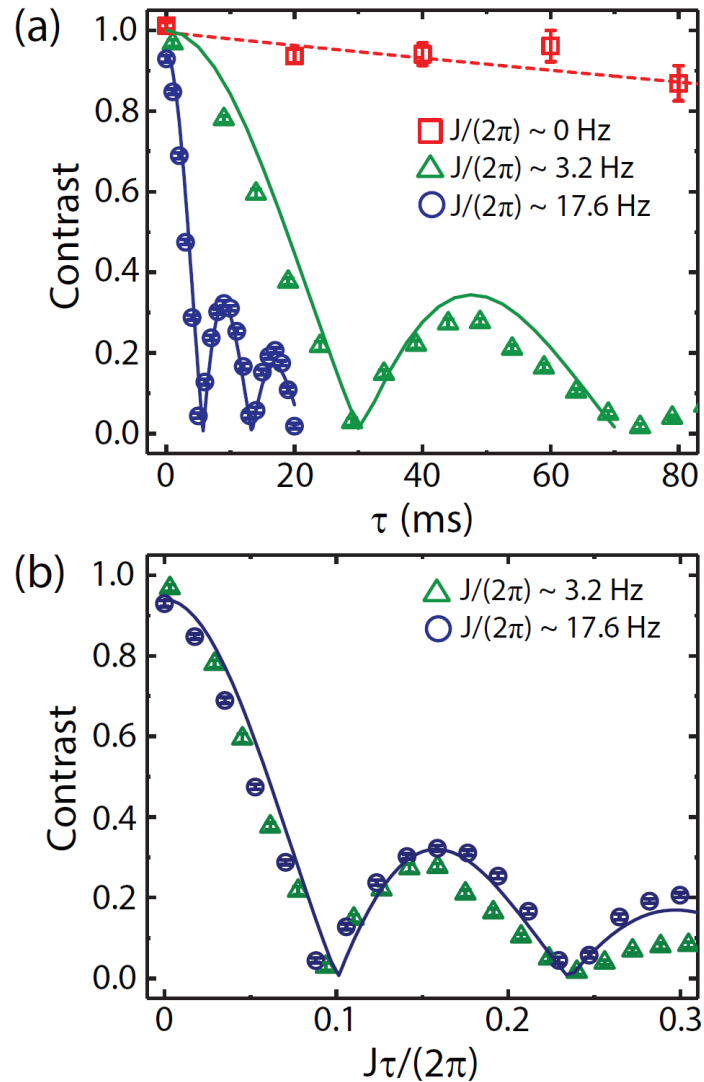 (a)
1.0
0.8
0.6
0.4
0.2
0.0
Contrast
J/(2π) ~ 0 Hz
J/(2π) ~ 3.2 Hz
J/(2π) ~ 17.6 Hz
0 20 40 60 80
τ (ms)
(b)
1.0
0.8
0.6
0.4
0.2
0.0
Contrast
J/(2π) ~ 3.2 Hz
J/(2π) ~ 17.6 Hz
0 0.1 0.2 0.3
Jτ/(2π)